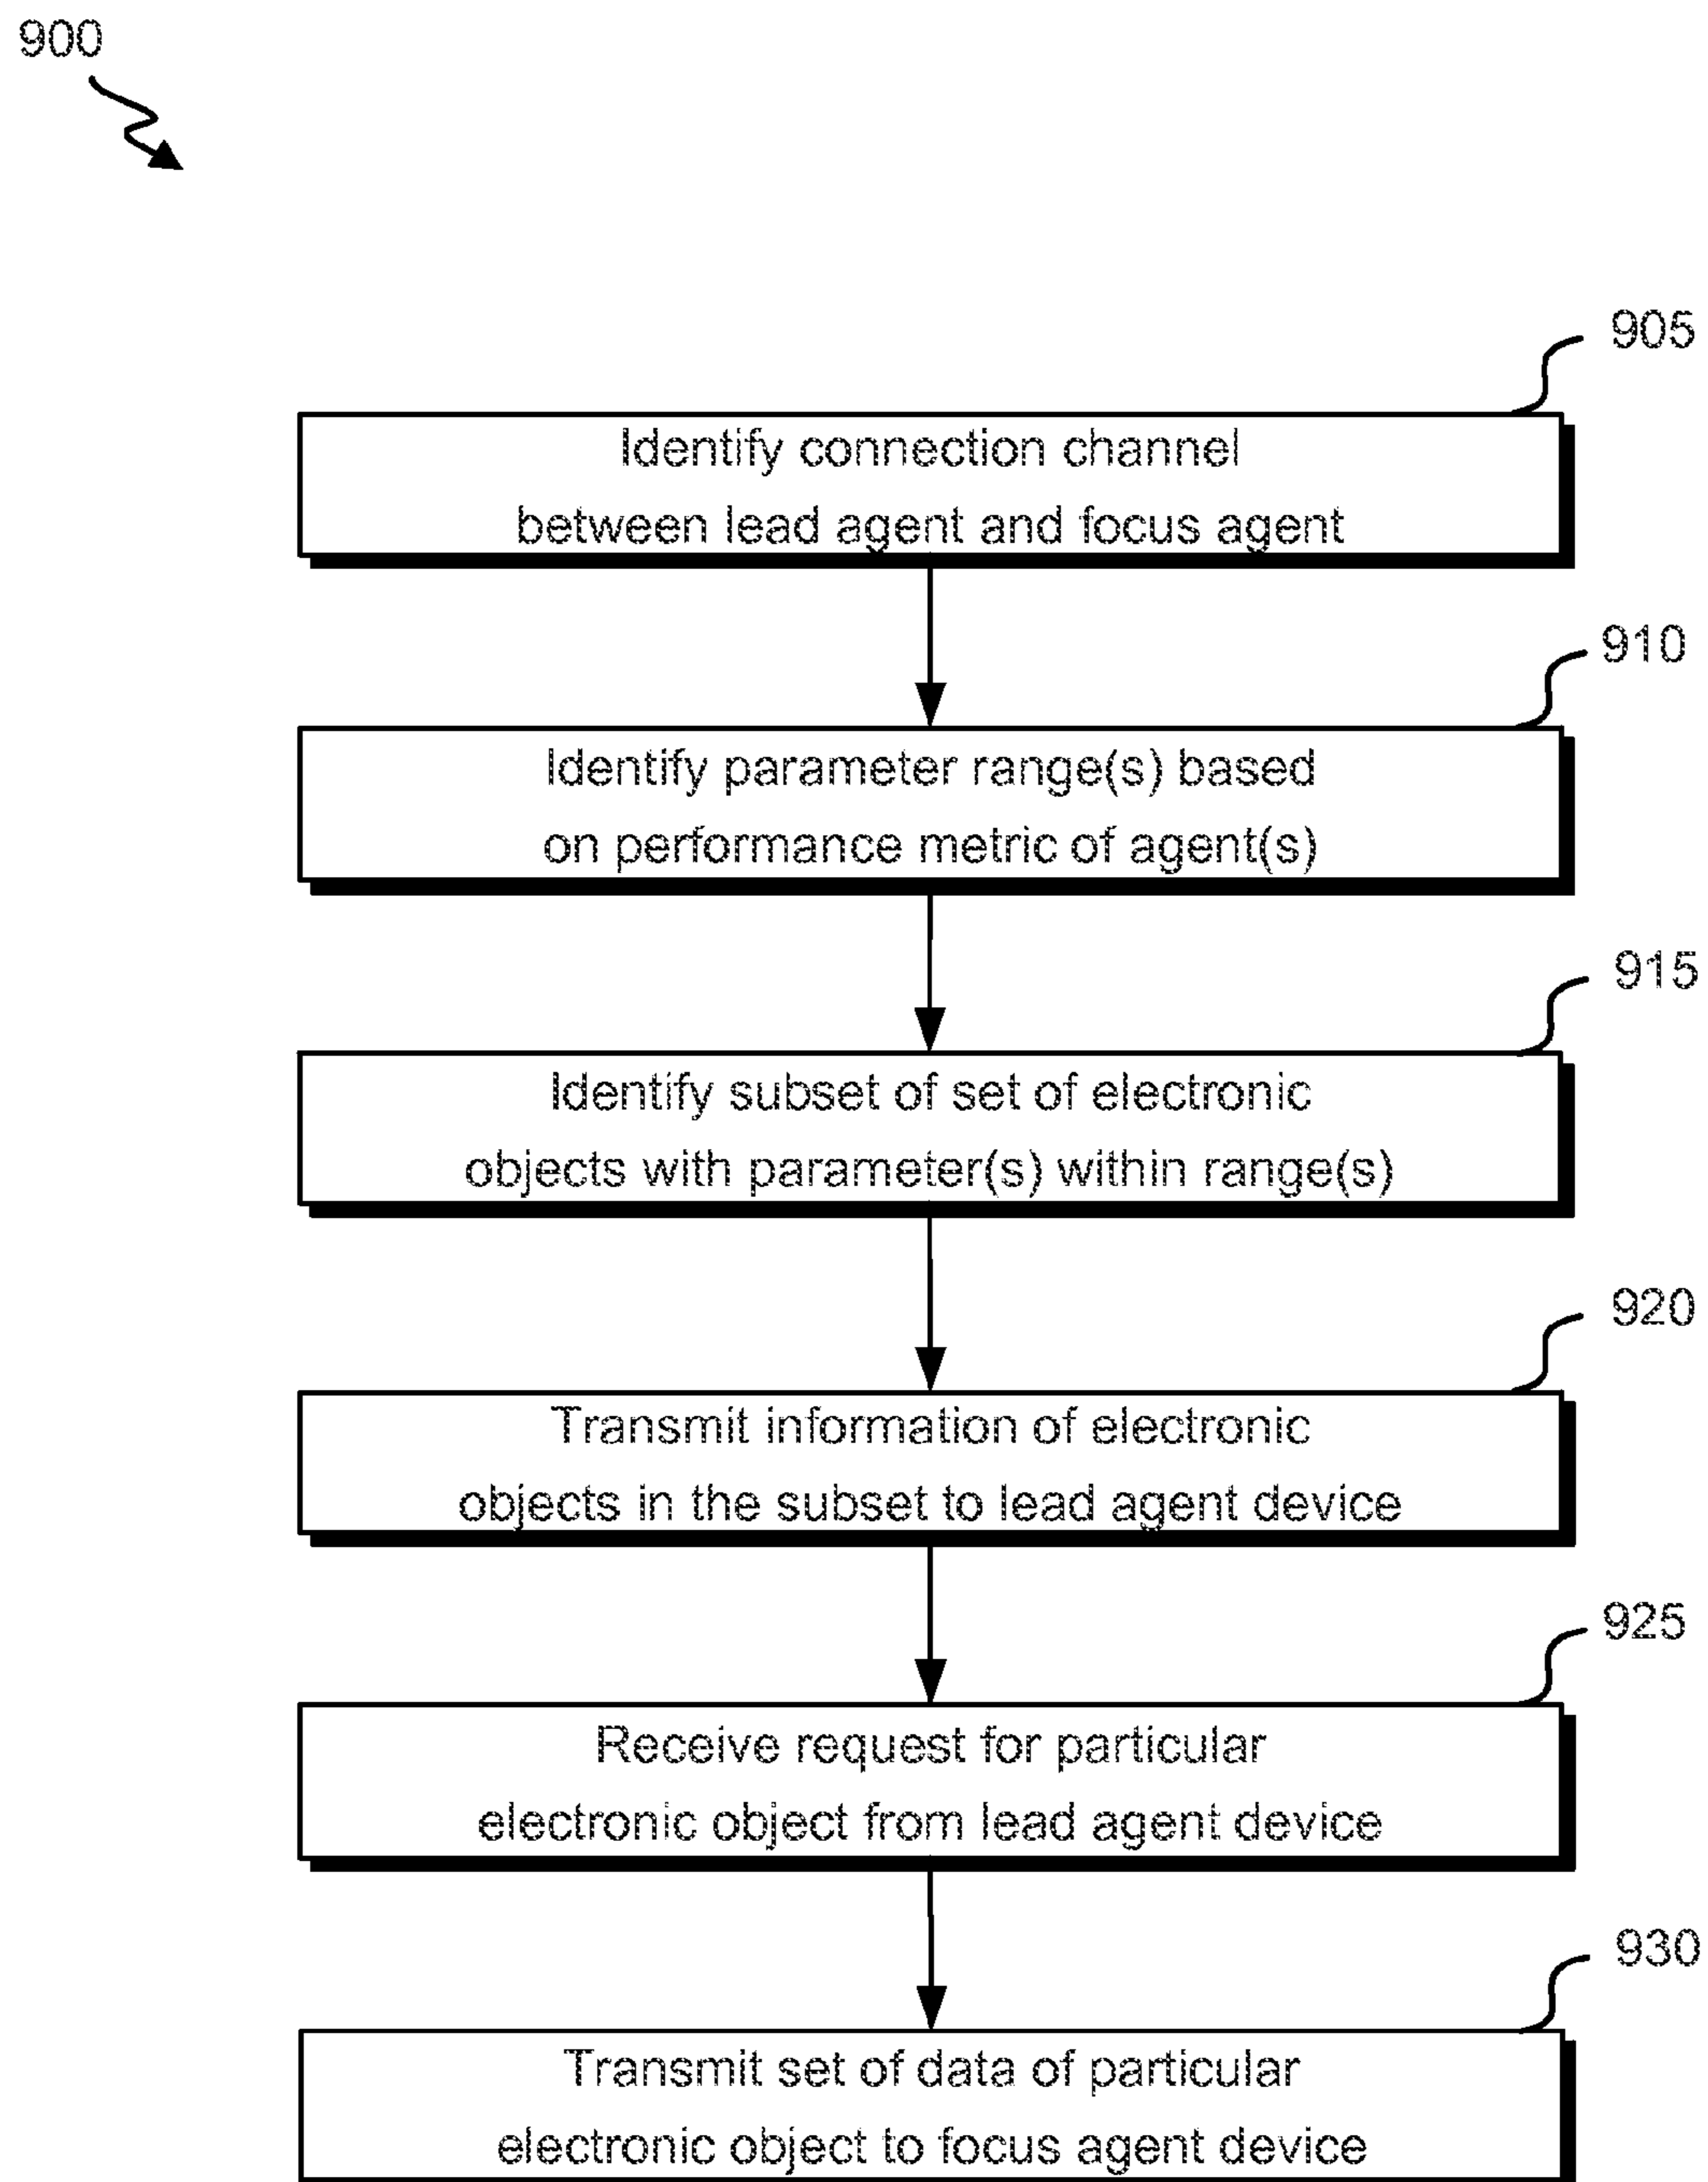 900
905
Identify connection channel
between lead agent and focus agent
910
Identify parameter range(s) based
on performance metric of agent(s)
915
Identify subset of set of electronic
objects with parameter(s) within range(s)
920
Transmit information of electronic
objects in the subset to lead agent device
925
Receive request for particular
electronic object from lead agent device
930
Transmit set of data of particular
electronic object to focus agent device